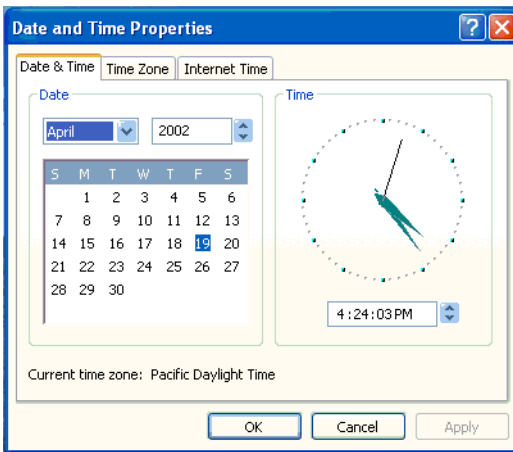 Date and Time Properties
Date & Time Time Zone Internet Time
Date
April 2002
S M T W T F S
1 2 3 4 5 6
7 8 9 10 11 12 13
14 15 16 17 18 19 20
21 22 23 24 25 26 27
28 29 30
Time
4:24:03 PM
Current time zone: Pacific Daylight Time
OK Cancel Apply